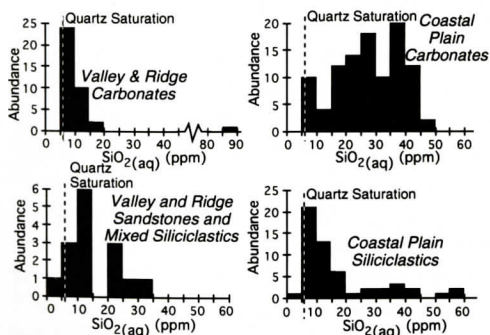 Quartz Saturation
25
20
15
10
5
0
Abundance
Valley & Ridge
Carbonates
0 10 20 30 40 90
SiO2(aq) (ppm)
Quartz Saturation
Coastal
Plain
Carbonates
25
20
15
10
5
0
Abundance
0 10 20 30 40 50 60
SiO2(aq) (ppm)
Quartz
Saturation
Valley and Ridge
Sandstones and
Mixed Siliciclastics
6
5
4
3
2
1
0
Abundance
0 10 20 30 40 50 60
SiO2(aq) (ppm)
Quartz Saturation
25
20
15
10
5
0
Abundance
Coastal Plain
Siliciclastics
0 10 20 30 40 50 60
SiO2(aq) (ppm)